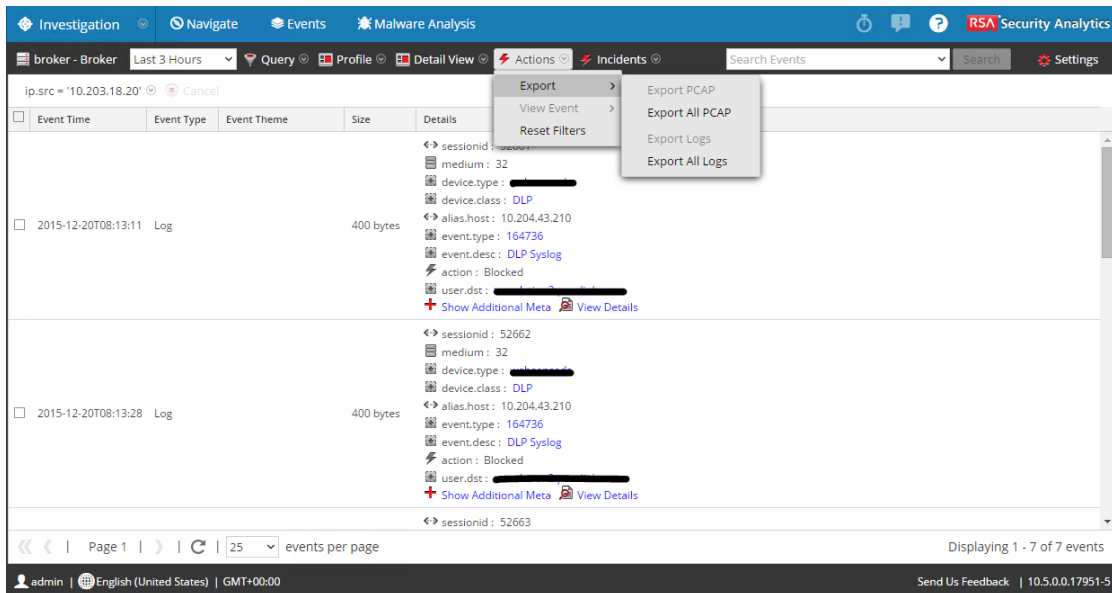 Investigation Navigate Events Malware Analysis RSA Security Analytics
broker - Broker Last 3 Hours Query Profile Detail View Actions Incidents Search Events Search Settings
ip.src = '10.203.18.20' Cancel
Export
View Event
Reset Filters
Export PCAP
Export All PCAP
Export Logs
Export All Logs
Event Time Event Type Event Theme Size Details
sessionid :
medium : 32
device.type :
device.class : DLP
alias.host : 10.204.43.210
2015-12-20T08:13:11 Log 400 bytes
event.type : 164736
event.desc : DLP Syslog
action : Blocked
user.dst :
Show Additional Meta View Details
sessionid : 52662
medium : 32
device.type :
device.class : DLP
alias.host : 10.204.43.210
2015-12-20T08:13:28 Log 400 bytes
event.type : 164736
event.desc : DLP Syslog
action : Blocked
user.dst :
Show Additional Meta View Details
sessionid : 52663
Page 1 | 25 events per page Displaying 1 - 7 of 7 events
admin | English (United States) | GMT+00:00 Send Us Feedback | 10.5.0.0.17951-5